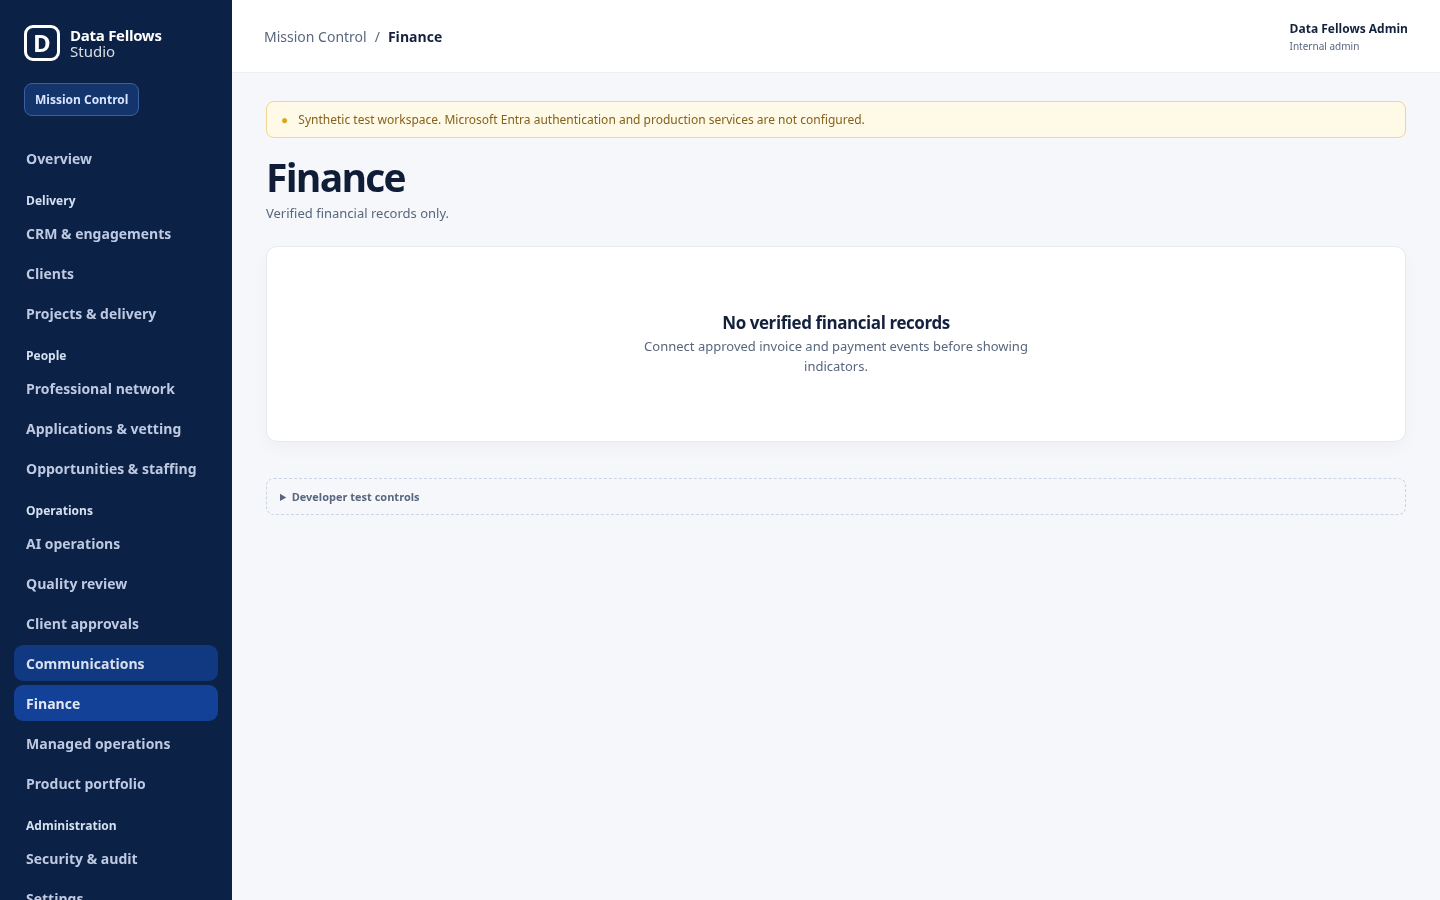 D
Data Fellows
Studio
Mission Control
Overview
Delivery
CRM & engagements
Clients
Projects & delivery
People
Professional network
Applications & vetting
Opportunities & staffing
Operations
AI operations
Quality review
Client approvals
Communications
Finance
Managed operations
Product portfolio
Administration
Security & audit
Settings
Mission Control / Finance
Data Fellows Admin
Internal admin
Synthetic test workspace. Microsoft Entra authentication and production services are not configured.
Finance
Verified financial records only.
No verified financial records
Connect approved invoice and payment events before showing
indicators.
Developer test controls